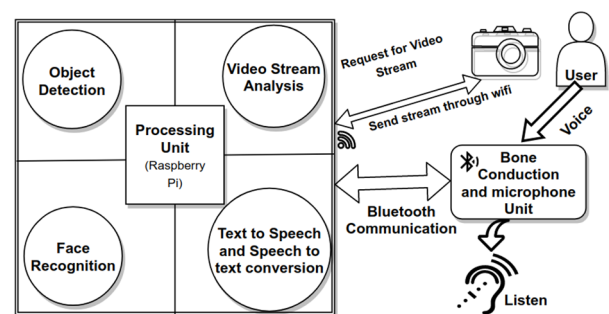 Object
Detection
Video Stream
Analysis
Processing
Unit
(Raspberry
Pi)
Face
Recognition
Text to Speech
and Speech to
text conversion
Request for Video
Stream
Send stream through wifi
User
Voice
Bone
Conduction
and microphone
Unit
Bluetooth
Communication
Listen